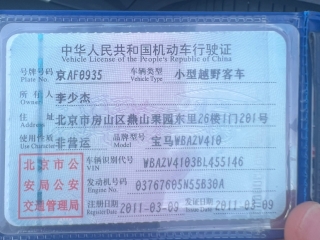 中华人民共和国机动车行驶证
Vehicle License of the People's Republic of China
号牌号码 京AF0935 车辆类型 小型越野客车
Plate No. Vehicle Type
所有人 李少杰
Owner
住址 北京市房山区燕山栗园东里26楼1门201号
Address
使用性质 非营运 品牌型号 宝马WBAZV410
Use Character Model
北京市公安局公安交通管理局
车辆识别代号 WBAZV4103BL455146
VIN
发动机号码 03767605N55B30A
Engine No.
注册日期 2011-03-09 发证日期 2011-03-09
Register Date Issue Date